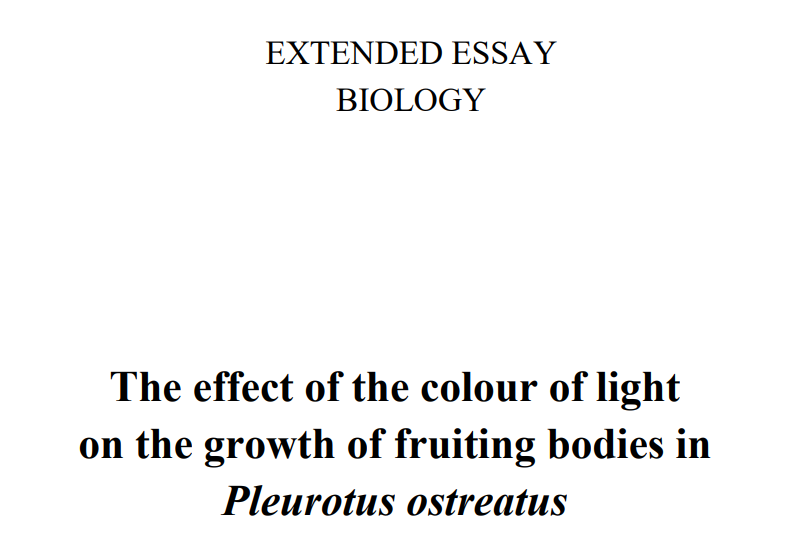 EXTENDED ESSAY
BIOLOGY
The effect of the colour of light
on the growth of fruiting bodies in
Pleurotus ostreatus